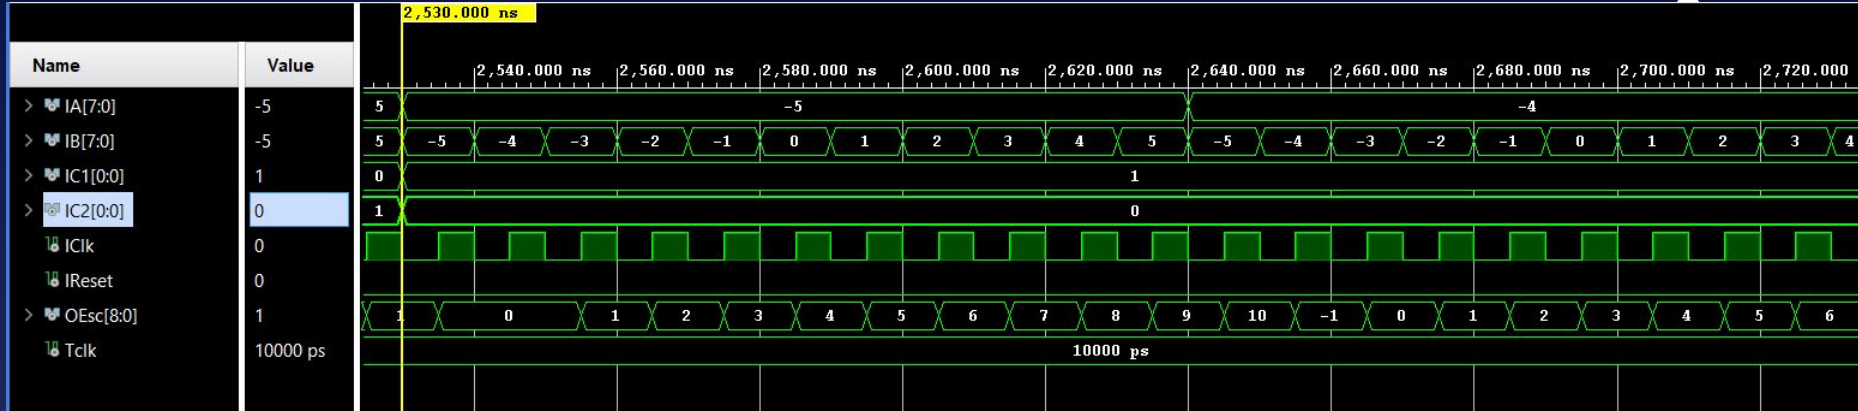 2,530.000 ns
Name Value 2,540.000 ns 2,560.000 ns 2,580.000 ns 2,600.000 ns 2,620.000 ns 2,640.000 ns 2,660.000 ns 2,680.000 ns 2,700.000 ns 2,720.000
IA[7:0] -5 5 -5 -4
IB[7:0] -5 5 -5 -4 -3 -2 -1 0 1 2 3 4 5 -5 -4 -3 -2 -1 0 1 2 3 4
IC1[0:0] 1 0 1
IC2[0:0] 0 1 0
IClk 0
IReset 0
OEsc[8:0] 1 1 0 1 2 3 4 5 6 7 8 9 10 -1 0 1 2 3 4 5 6
Tclk 10000 ps 10000 ps